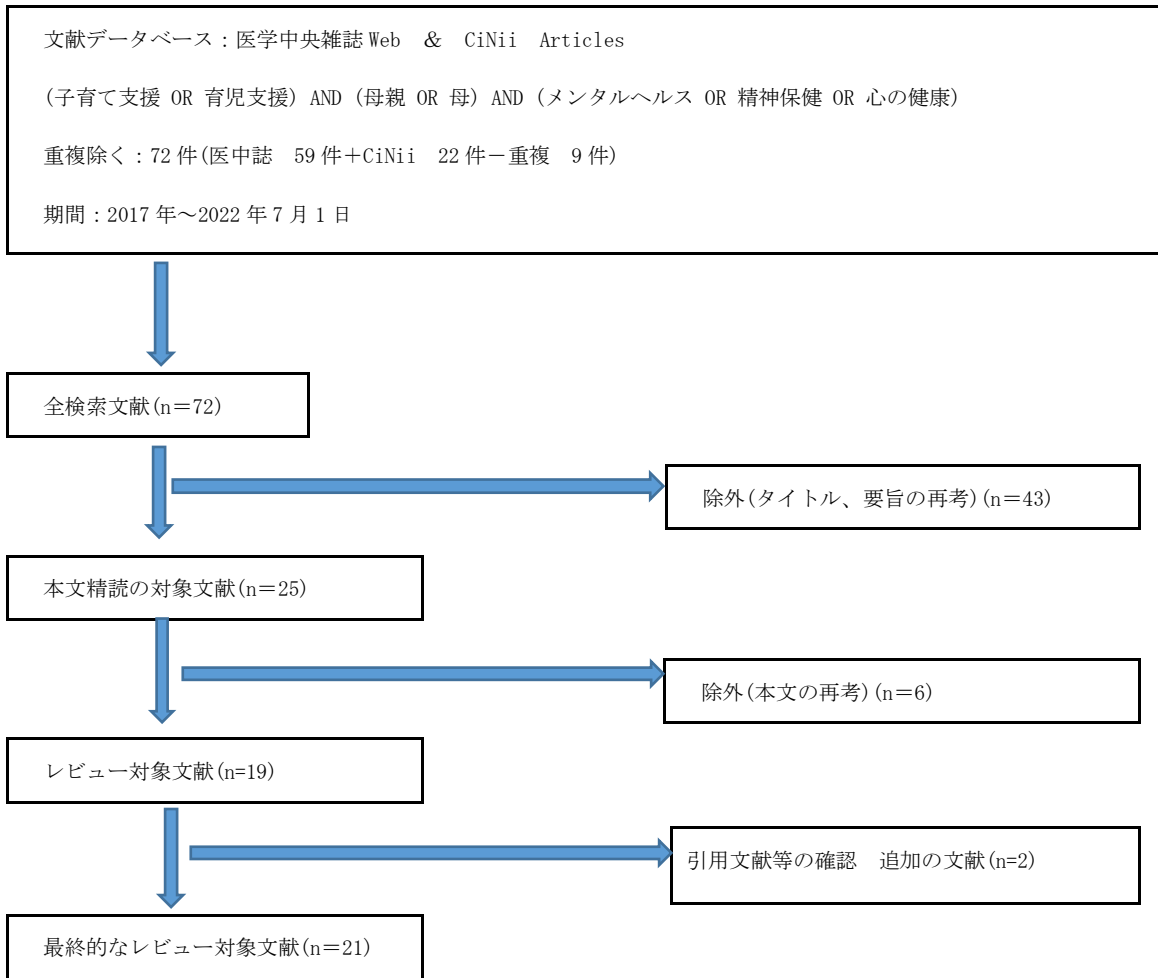 文献データベース：医学中央雑誌 Web ＆ CiNii Articles
(子育て支援 OR 育児支援) AND (母親 OR 母) AND (メンタルヘルス OR 精神保健 OR 心の健康)
重複除く：72 件(医中誌　59 件＋CiNii　22 件－重複　9 件)
期間：2017 年～2022 年 7 月 1 日
全検索文献(n＝72)
除外(タイトル、要旨の再考)(n＝43)
本文精読の対象文献(n＝25)
除外(本文の再考)(n＝6)
レビュー対象文献(n=19)
引用文献等の確認　追加の文献(n=2)
最終的なレビュー対象文献(n＝21)